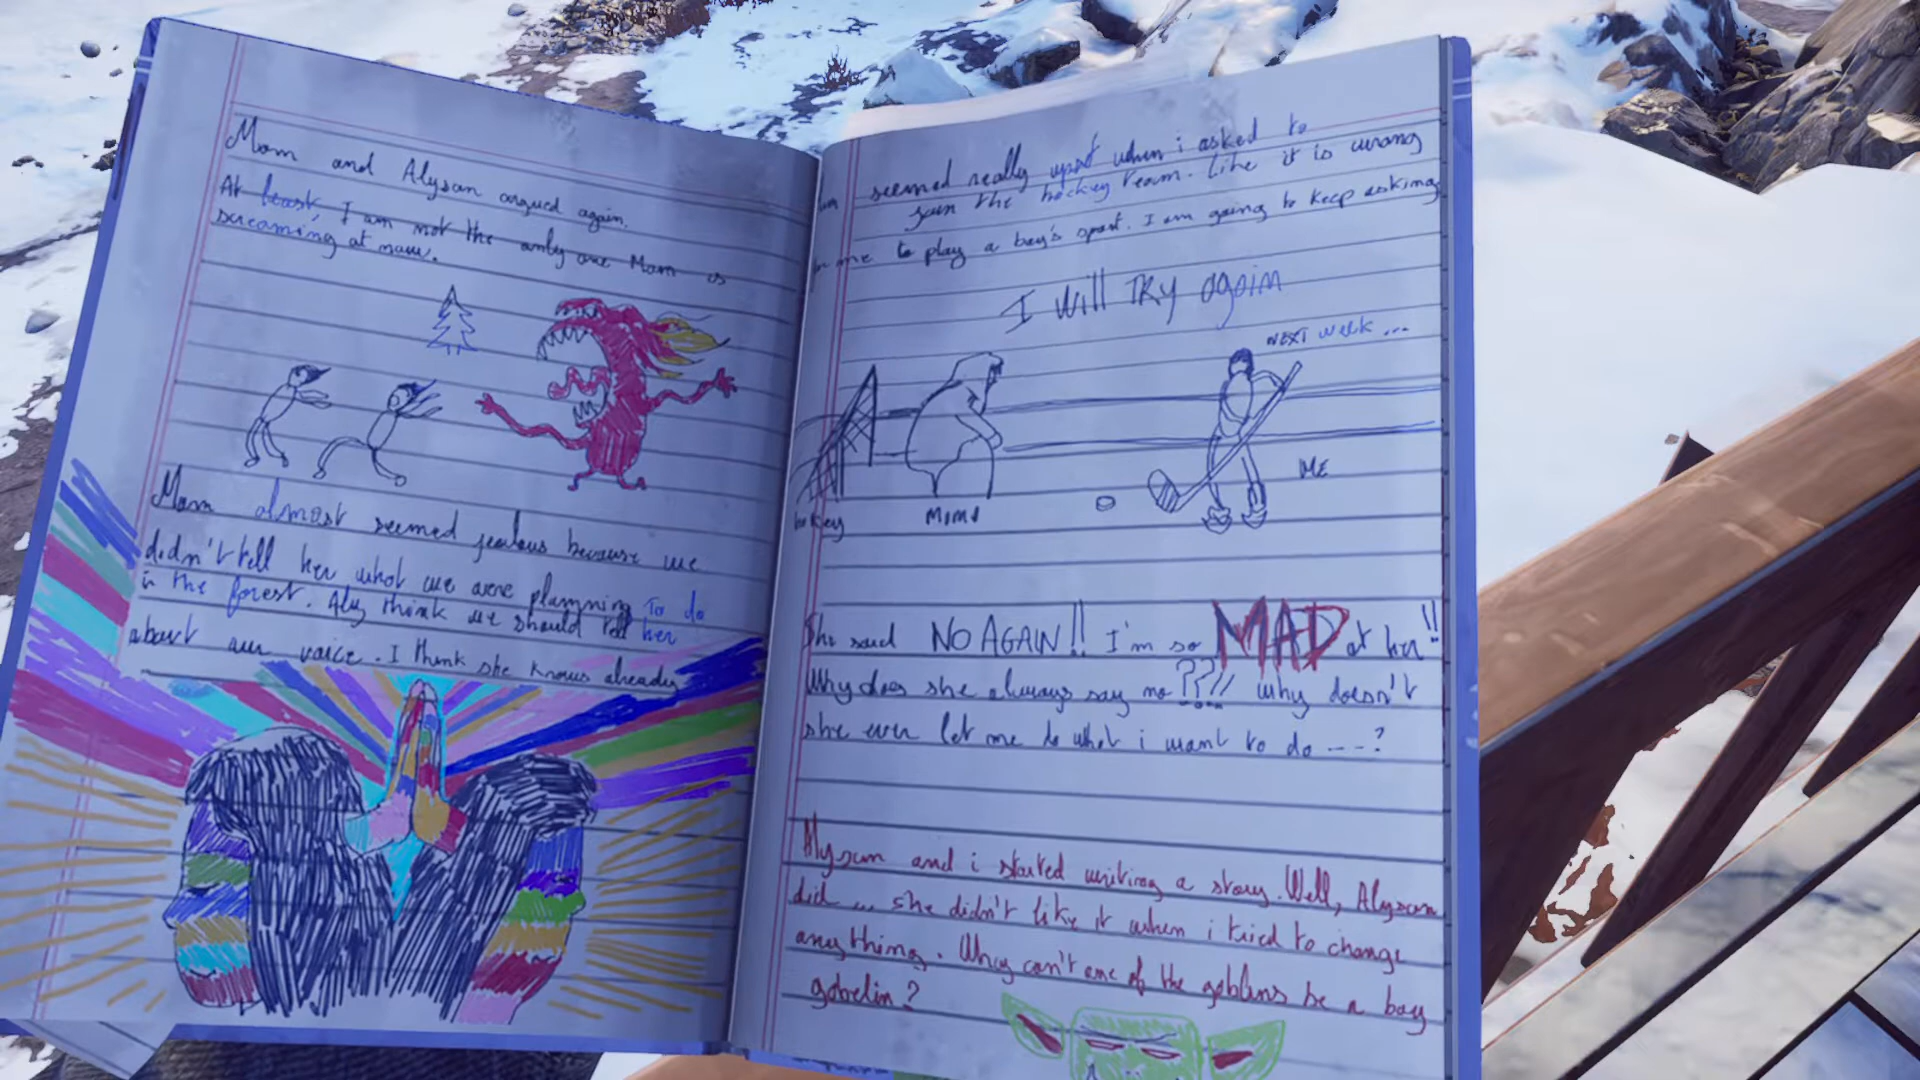 Mom and Alyson argued again.
At least, I am not the only one Mom is
screaming at now.
Mom almost seemed jealous because we
didn't tell her what we were planning to do
in the forest. Aly think we should tell her
about our voice. I think she knows already
seemed really upset when i asked to
join the hockey team. Like it is wrong
me to play a boy's sport. I am going to keep asking
I will TRY again
NEXT week ...
ME
MOM
She said NO AGAIN!! I'm so MAD at her!!
Why does she always say no ??!! why doesn't
she ever let me do what i want to do ---?
Alyson and i started writing a story. Well, Alyson
did ... she didn't like it when i tried to change
anything. Why can't one of the goblins be a boy
gobelin?